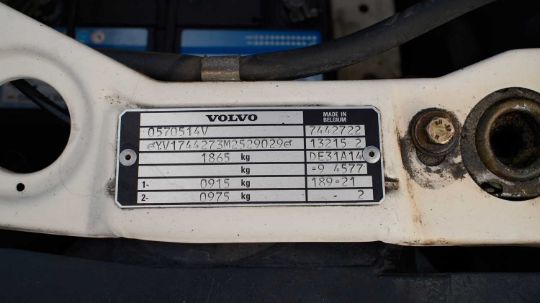 VOLVO
MADE IN BELGIUM
0570514V 7442722
YV1744273M2529029 13215 2
1865 kg DE31A14
-9 4577
1- 0915 kg 189-21
2- 0975 kg - - 2